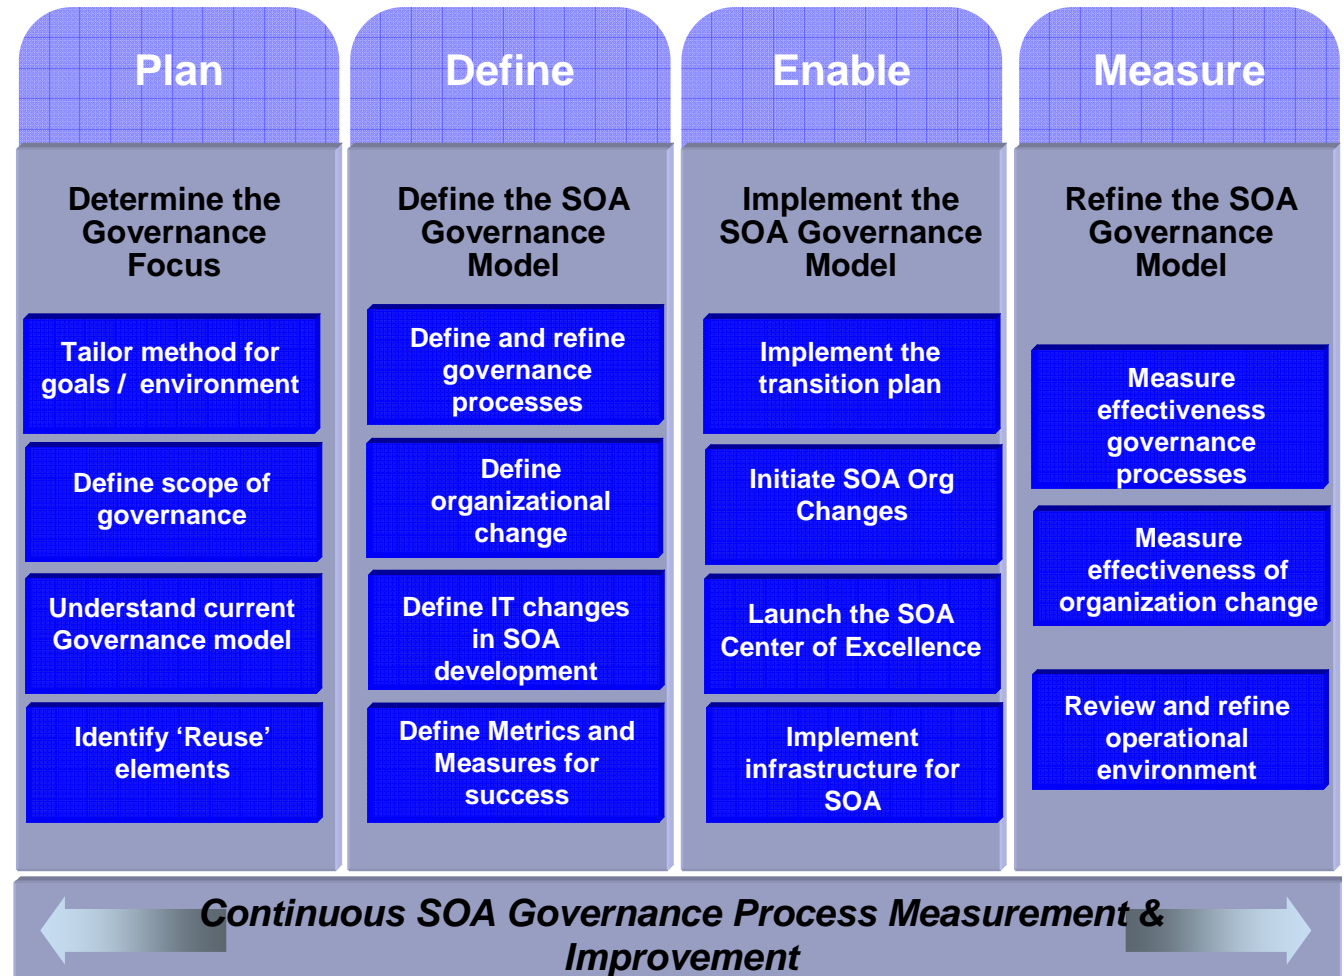 Plan
Determine the
Governance
Focus
Tailor method for
goals / environment
Define scope of
governance
Understand current
Governance model
Identify ‘Reuse’
elements
Define
Define the SOA
Governance
Model
Define and refine
governance
processes
Define
organizational
change
Define IT changes
in SOA
development
Define Metrics and
Measures for
success
Enable
Implement the
SOA Governance
Model
Implement the
transition plan
Initiate SOA Org
Changes
Launch the SOA
Center of Excellence
Implement
infrastructure for
SOA
Measure
Refine the SOA
Governance
Model
Measure
effectiveness
governance
processes
Measure
effectiveness of
organization change
Review and refine
operational
environment
Continuous SOA Governance Process Measurement &
Improvement